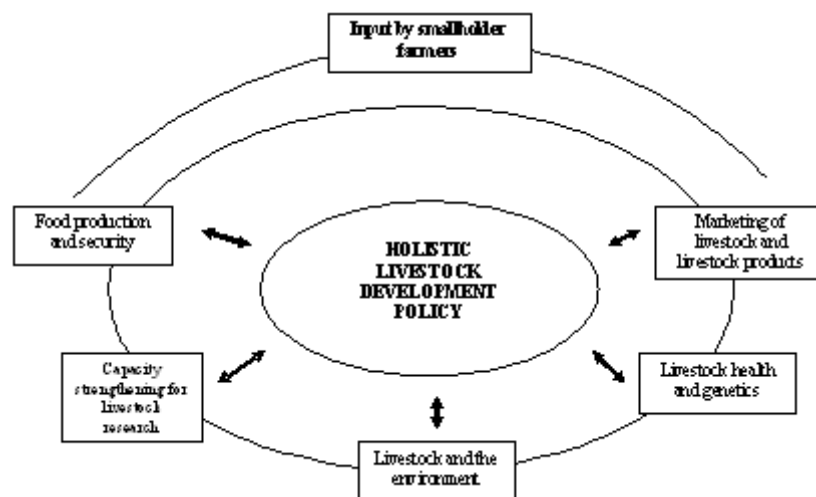 Input by smallholder
farmers
Food production
and security
HOLISTIC
LIVESTOCK
DEVELOPMENT
POLICY
Marketing of
livestock and
livestock products
Capacity
strengthening for
livestock
research
Livestock health
and genetics
Livestock and the
environment